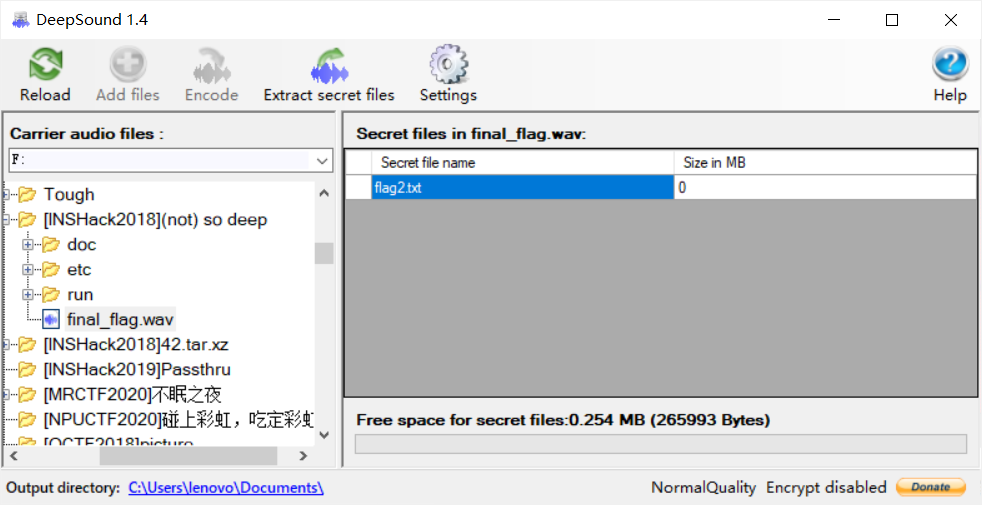 DeepSound 1.4
Reload Add files Encode Extract secret files Settings Help
Carrier audio files :
F:
Tough
[INSHack2018](not) so deep
doc
etc
run
final_flag.wav
[INSHack2018]42.tar.xz
[INSHack2019]Passthru
[MRCTF2020]不眠之夜
[NPUCTF2020]碰上彩虹，吃定彩虹
[QCTF2018]picture
Secret files in final_flag.wav:
Secret file name Size in MB
flag2.txt 0
Free space for secret files:0.254 MB (265993 Bytes)
Output directory: C:\Users\lenovo\Documents\ NormalQuality Encrypt disabled Donate